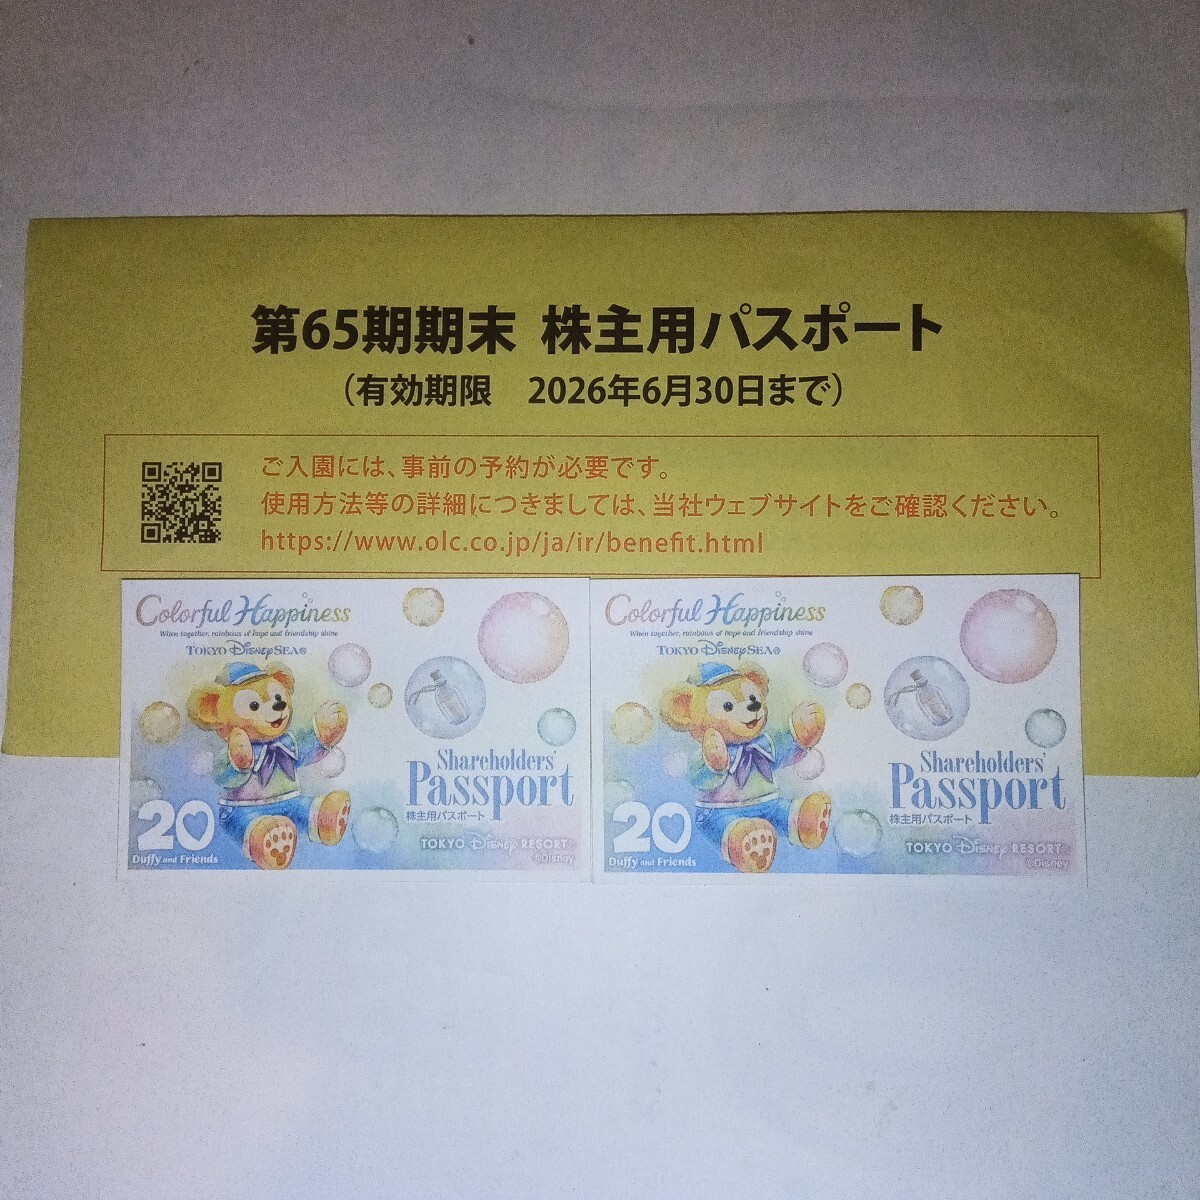 第65期期末 株主用パスポート
（有効期限　2026年6月30日まで）
ご入園には、事前の予約が必要です。
使用方法等の詳細につきましては、当社ウェブサイトをご確認ください。
https://www.olc.co.jp/ja/ir/benefit.html
Colorful Happiness
When together, rainbows of hope and friendship shine
TOKYO DisneySEA®
Shareholders'
Passport
株主用パスポート
20
Duffy and Friends
TOKYO Disney RESORT®
©Disney
Colorful Happiness
When together, rainbows of hope and friendship shine
TOKYO DisneySEA®
Shareholders'
Passport
株主用パスポート
20
Duffy and Friends
TOKYO Disney RESORT®
©Disney